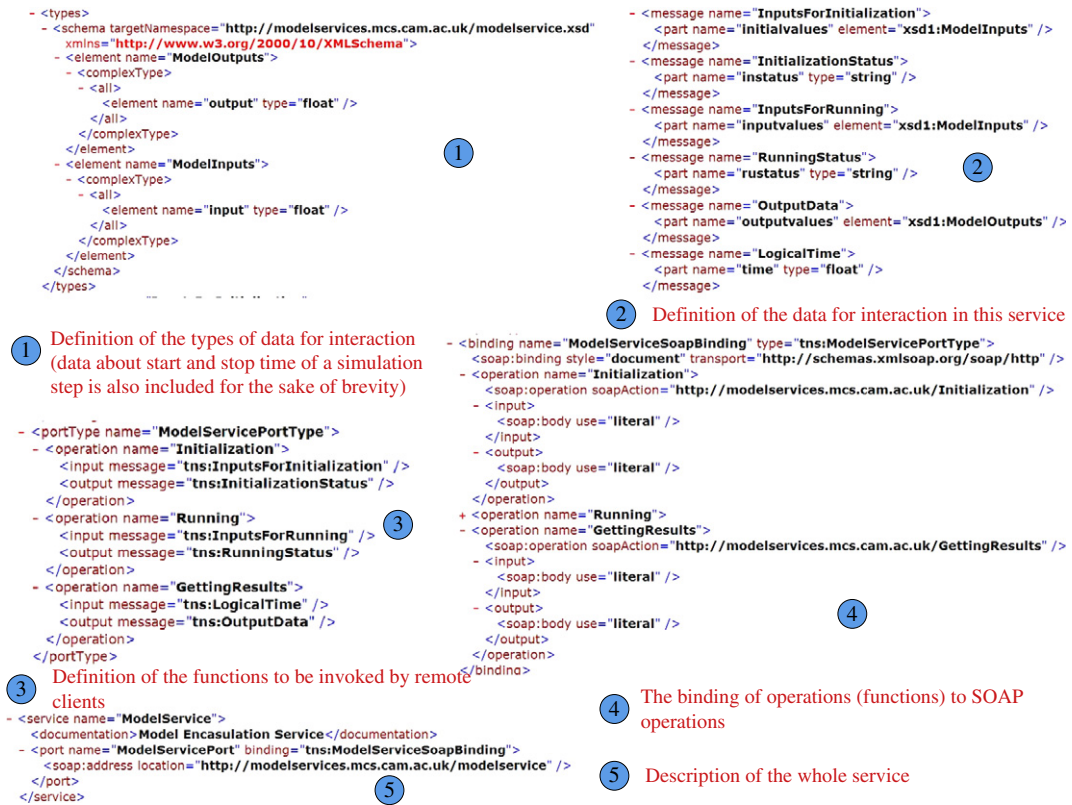 - <types>
- <schema targetNamespace="http://modelservices.mcs.cam.ac.uk/modelservice.xsd"
xmlns="http://www.w3.org/2000/10/XMLSchema">
- <element name="ModelOutputs">
- <complexType>
- <all>
<element name="output" type="float" />
</all>
</complexType>
</element>
- <element name="ModelInputs">
- <complexType>
- <all>
<element name="input" type="float" />
</all>
</complexType>
</element>
</schema>
</types>
1
- <message name="InputsForInitialization">
<part name="initialvalues" element="xsd1:ModelInputs" />
</message>
- <message name="InitializationStatus">
<part name="instatus" type="string" />
</message>
- <message name="InputsForRunning">
<part name="inputvalues" element="xsd1:ModelInputs" />
</message>
- <message name="RunningStatus">
<part name="rustatus" type="string" />
</message>
- <message name="OutputData">
<part name="outputvalues" element="xsd1:ModelOutputs" />
</message>
- <message name="LogicalTime">
<part name="time" type="float" />
</message>
2
2 Definition of the data for interaction in this service
1 Definition of the types of data for interaction
(data about start and stop time of a simulation
step is also included for the sake of brevity)
- <portType name="ModelServicePortType">
- <operation name="Initialization">
<input message="tns:InputsForInitialization" />
<output message="tns:InitializationStatus" />
</operation>
- <operation name="Running">
<input message="tns:InputsForRunning" />
<output message="tns:RunningStatus" />
</operation>
- <operation name="GettingResults">
<input message="tns:LogicalTime" />
<output message="tns:OutputData" />
</operation>
</portType>
3
3 Definition of the functions to be invoked by remote
clients
- <binding name="ModelServiceSoapBinding" type="tns:ModelServicePortType">
<soap:binding style="document" transport="http://schemas.xmlsoap.org/soap/http" />
- <operation name="Initialization">
<soap:operation soapAction="http://modelservices.mcs.cam.ac.uk/Initialization" />
- <input>
<soap:body use="literal" />
</input>
- <output>
<soap:body use="literal" />
</output>
</operation>
+ <operation name="Running">
- <operation name="GettingResults">
<soap:operation soapAction="http://modelservices.mcs.cam.ac.uk/GettingResults" />
- <input>
<soap:body use="literal" />
</input>
- <output>
<soap:body use="literal" />
</output>
</operation>
</binding>
4
4 The binding of operations (functions) to SOAP
operations
- <service name="ModelService">
<documentation>Model Encasulation Service</documentation>
- <port name="ModelServicePort" binding="tns:ModelServiceSoapBinding">
<soap:address location="http://modelservices.mcs.cam.ac.uk/modelservice" />
</port>
</service>
5
5 Description of the whole service